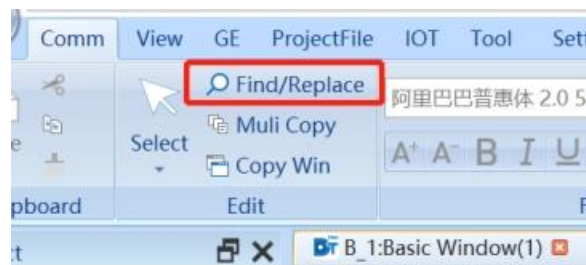 Comm View GE ProjectFile IOT Tool
Find/Replace
阿里巴巴普惠体 2.0 5
Muli Copy
Select
A+ A- B I U
Copy Win
Edit
B_1:Basic Window(1)